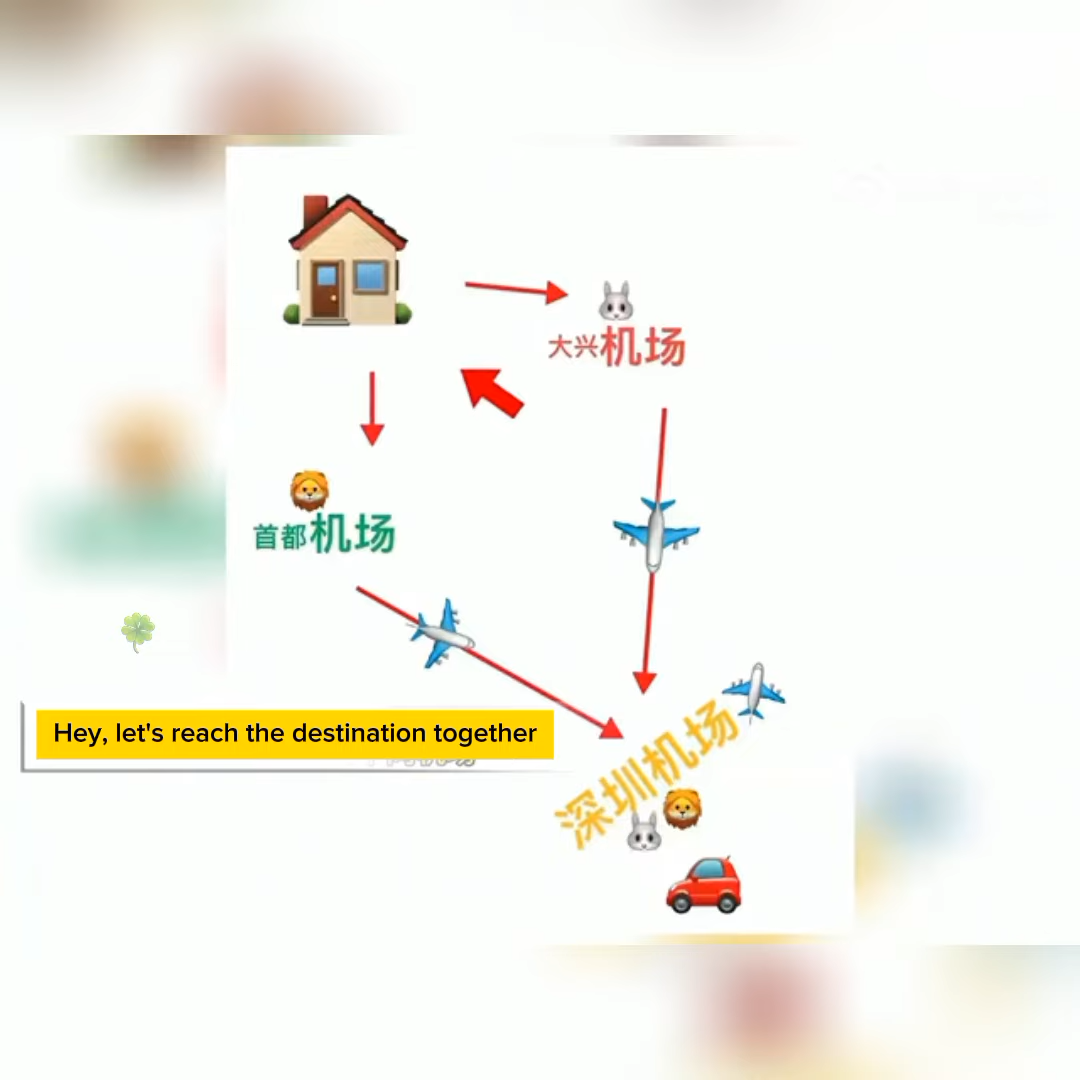 大兴机场
首都机场
Hey, let's reach the destination together
深圳机场